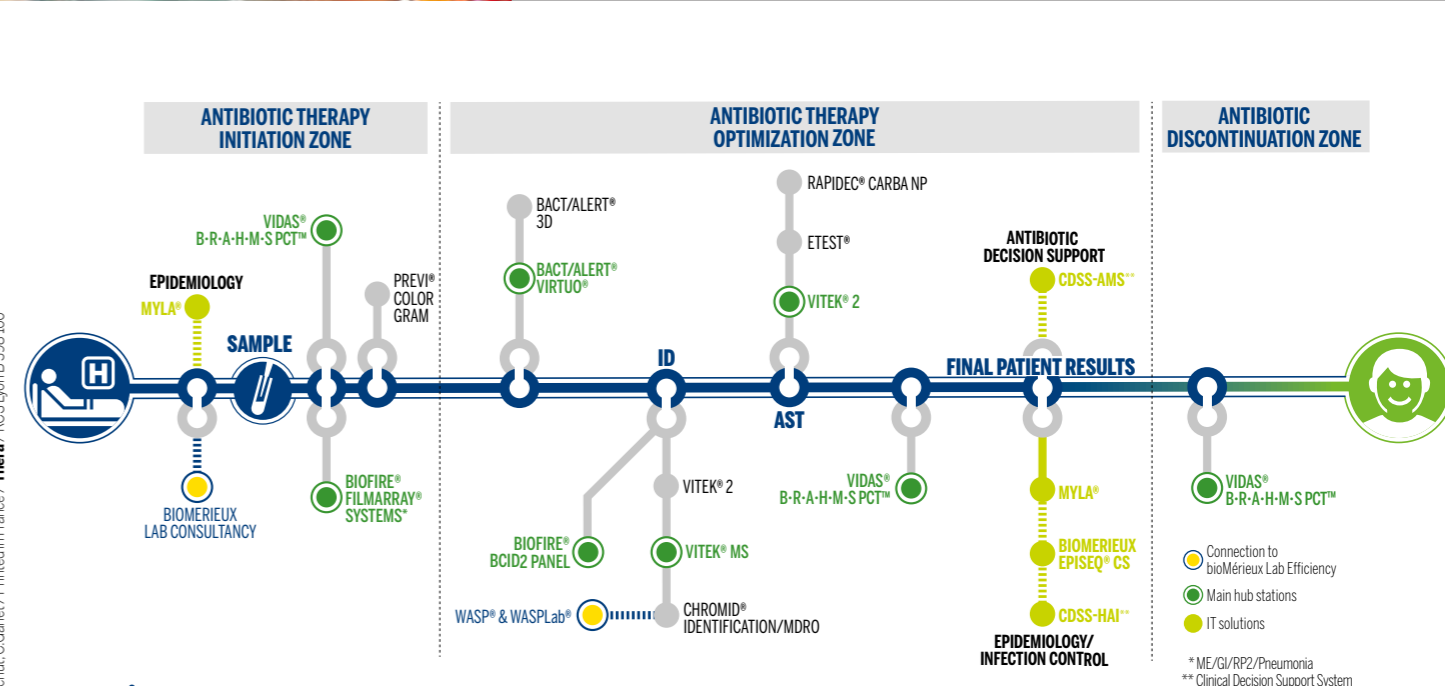 ANTIBIOTIC THERAPY
INITIATION ZONE
ANTIBIOTIC THERAPY
OPTIMIZATION ZONE
ANTIBIOTIC
DISCONTINUATION ZONE
VIDAS®
B·R·A·H·M·S PCT™
EPIDEMIOLOGY
MYLA®
PREVI®
COLOR
GRAM
SAMPLE
H
BIOMERIEUX
LAB CONSULTANCY
BIOFIRE®
FILMARRAY®
SYSTEMS*
BACT/ALERT®
3D
BACT/ALERT®
VIRTUO®
ID
BIOFIRE®
BCID2 PANEL
VITEK® 2
VITEK® MS
WASP® & WASPLab®
CHROMID®
IDENTIFICATION/MDRO
RAPIDEC® CARBA NP
ETEST®
VITEK® 2
AST
VIDAS®
B·R·A·H·M·S PCT™
ANTIBIOTIC
DECISION SUPPORT
CDSS-AMS**
FINAL PATIENT RESULTS
MYLA®
BIOMERIEUX
EPISEQ® CS
CDSS-HAI**
EPIDEMIOLOGY/
INFECTION CONTROL
VIDAS®
B·R·A·H·M·S PCT™
Connection to
bioMérieux Lab Efficiency
Main hub stations
IT solutions
* ME/GI/RP2/Pneumonia
** Clinical Decision Support System